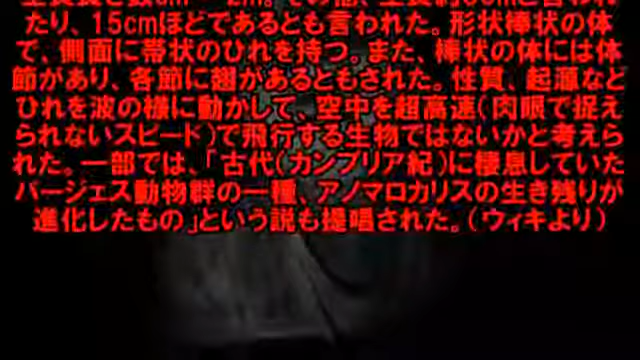 たり、15cmほどであるとも言われた。形状棒状の体
で、側面に帯状のひれを持つ。また、棒状の体には体
節があり、各節に翅があるともされた。性質、起源など
ひれを波の様に動かして、空中を超高速(肉眼で捉え
られないスピード)で飛行する生物ではないかと考えら
れた。一部では、「古代(カンブリア紀)に棲息していた
バージェス動物群の一種、アノマロカリスの生き残りが
進化したもの」という説も提唱された。(ウィキより)